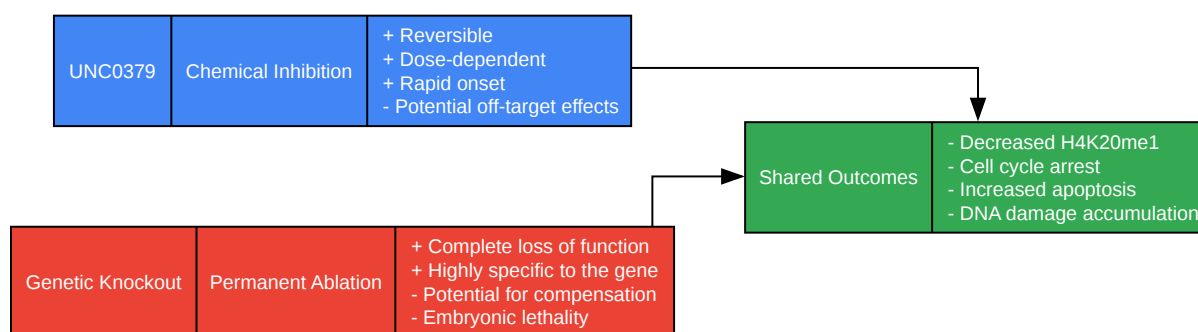 UNC0379
Chemical Inhibition
+ Reversible
+ Dose-dependent
+ Rapid onset
- Potential off-target effects
Shared Outcomes
- Decreased H4K20me1
- Cell cycle arrest
- Increased apoptosis
- DNA damage accumulation
Genetic Knockout
Permanent Ablation
+ Complete loss of function
+ Highly specific to the gene
- Potential for compensation
- Embryonic lethality